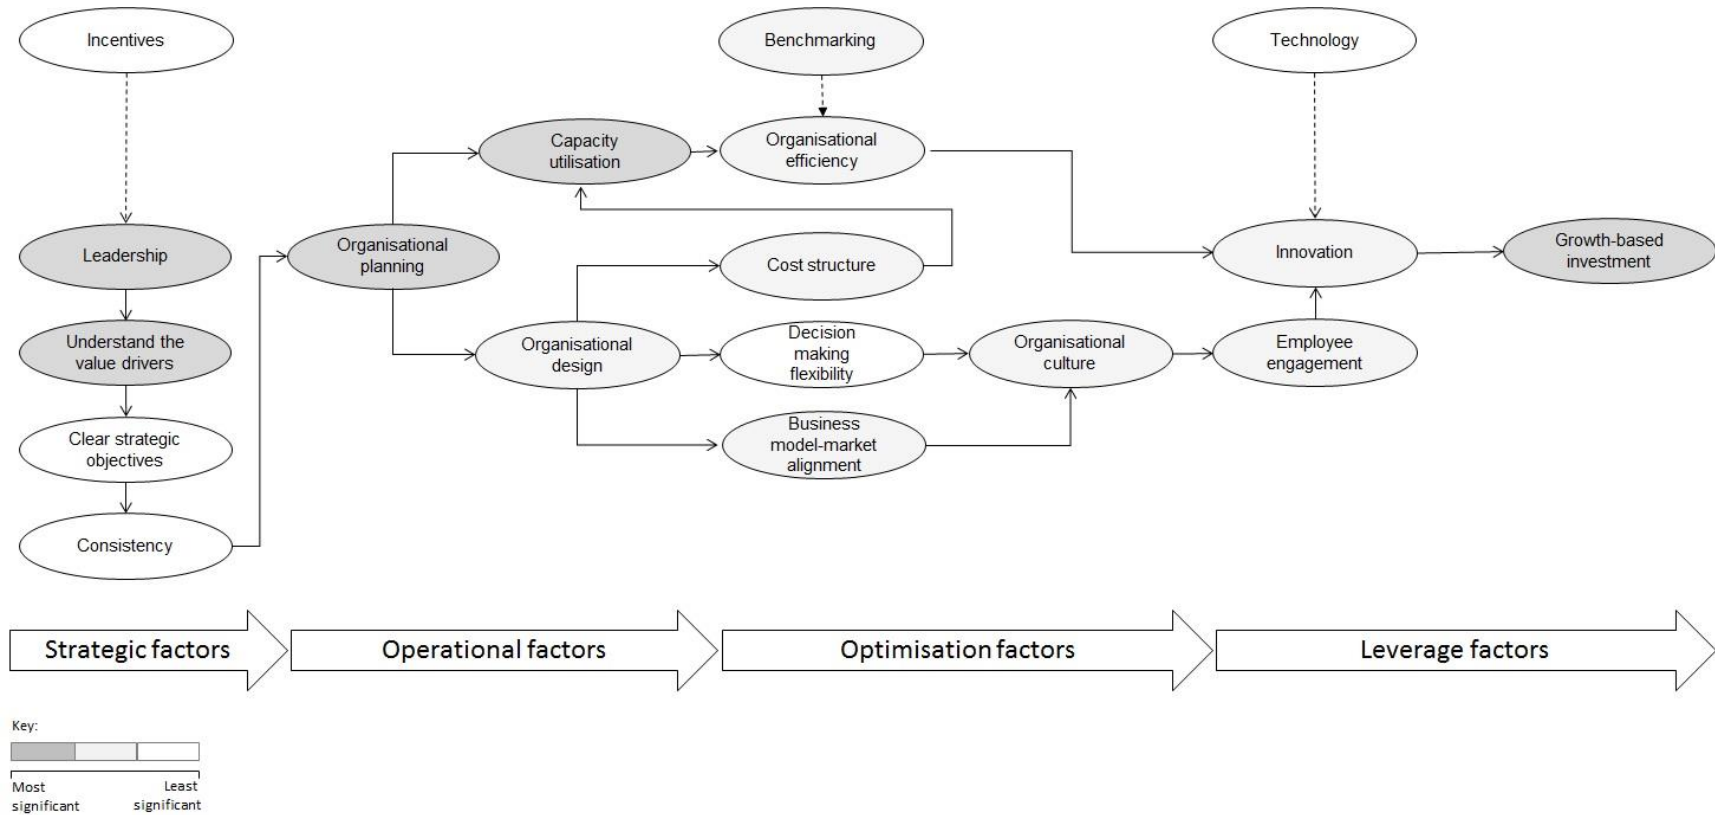 Incentives
Benchmarking
Technology
Capacity
utilisation
Organisational
efficiency
Leadership
Organisational
planning
Cost structure
Innovation
Growth-based
investment
Understand the
value drivers
Organisational
design
Decision
making
flexibility
Organisational
culture
Employee
engagement
Clear strategic
objectives
Business
model-market
alignment
Consistency
Strategic factors
Operational factors
Optimisation factors
Leverage factors
Key:
Most
significant
Least
significant